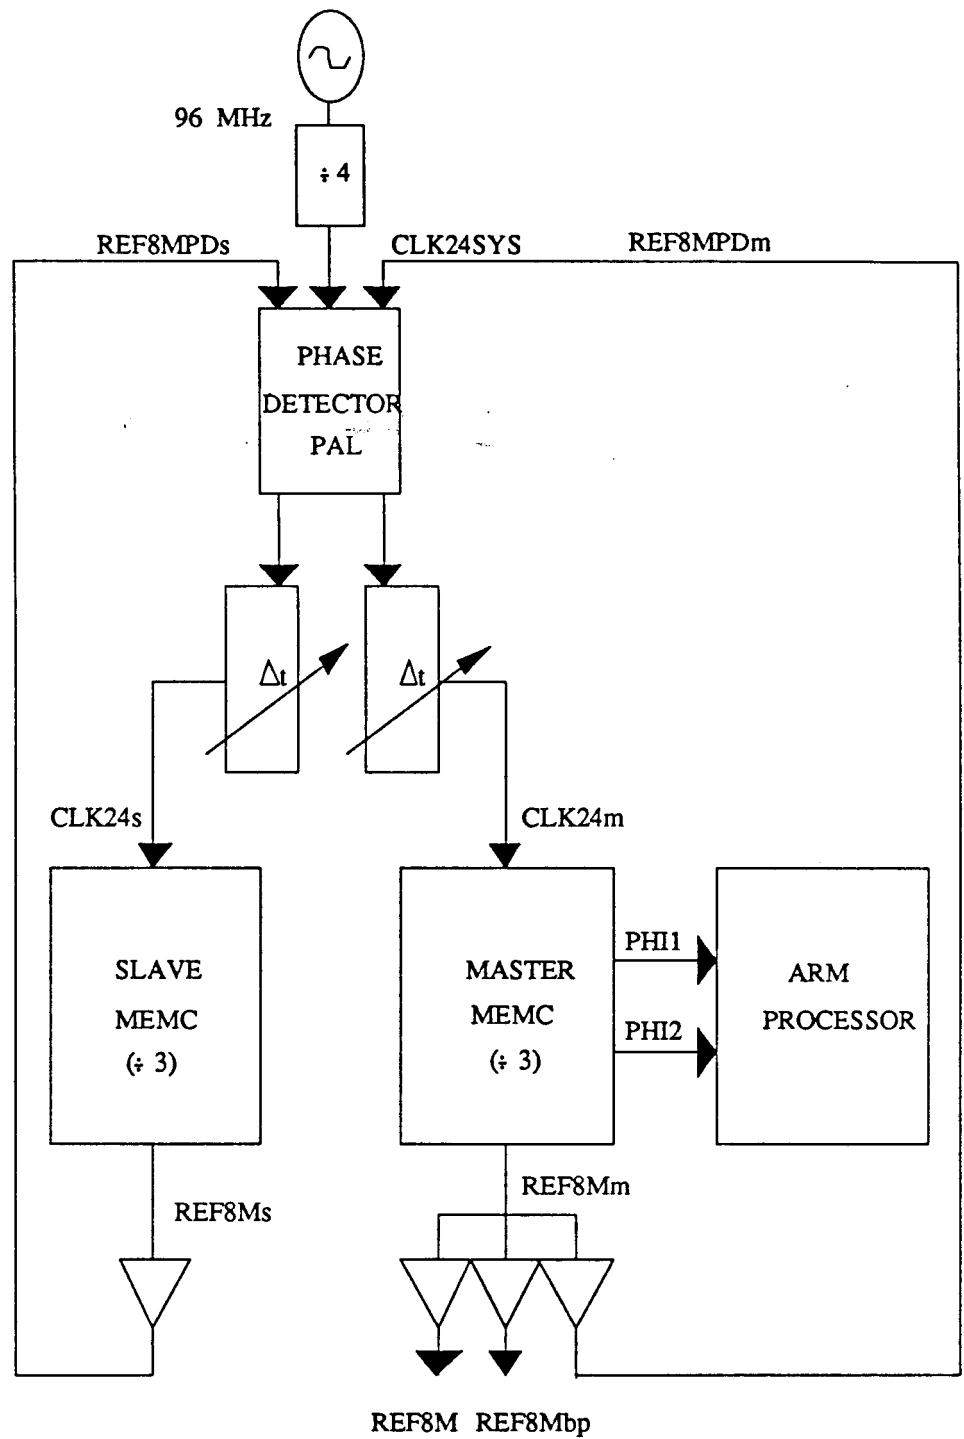 96 MHz
÷ 4
REF8MPDs
CLK24SYS
REF8MPDm
PHASE
DETECTOR
PAL
Δt
Δt
CLK24s
CLK24m
SLAVE
MEMC
(÷ 3)
MASTER
MEMC
(÷ 3)
PHI1
PHI2
ARM
PROCESSOR
REF8Ms
REF8Mm
REF8M REF8Mbp